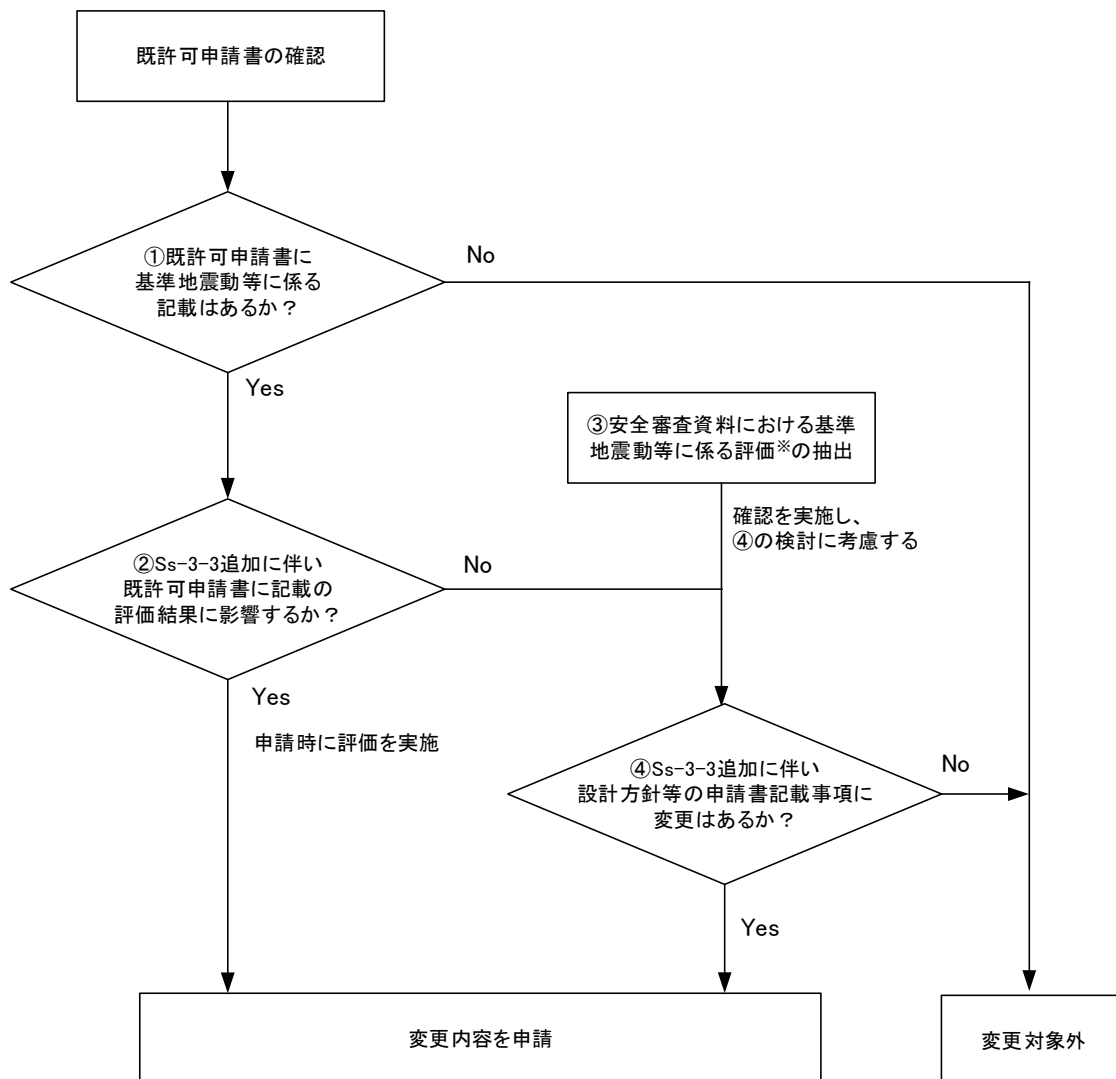 既許可申請書の確認
①既許可申請書に
基準地震動等に係る
記載はあるか？
No
Yes
③安全審査資料における基準
地震動等に係る評価※の抽出
確認を実施し、
④の検討に考慮する
②Ss-3-3追加に伴い
既許可申請書に記載の
評価結果に影響するか？
No
Yes
申請時に評価を実施
④Ss-3-3追加に伴い
設計方針等の申請書記載事項に
変更はあるか？
No
Yes
変更内容を申請
変更対象外